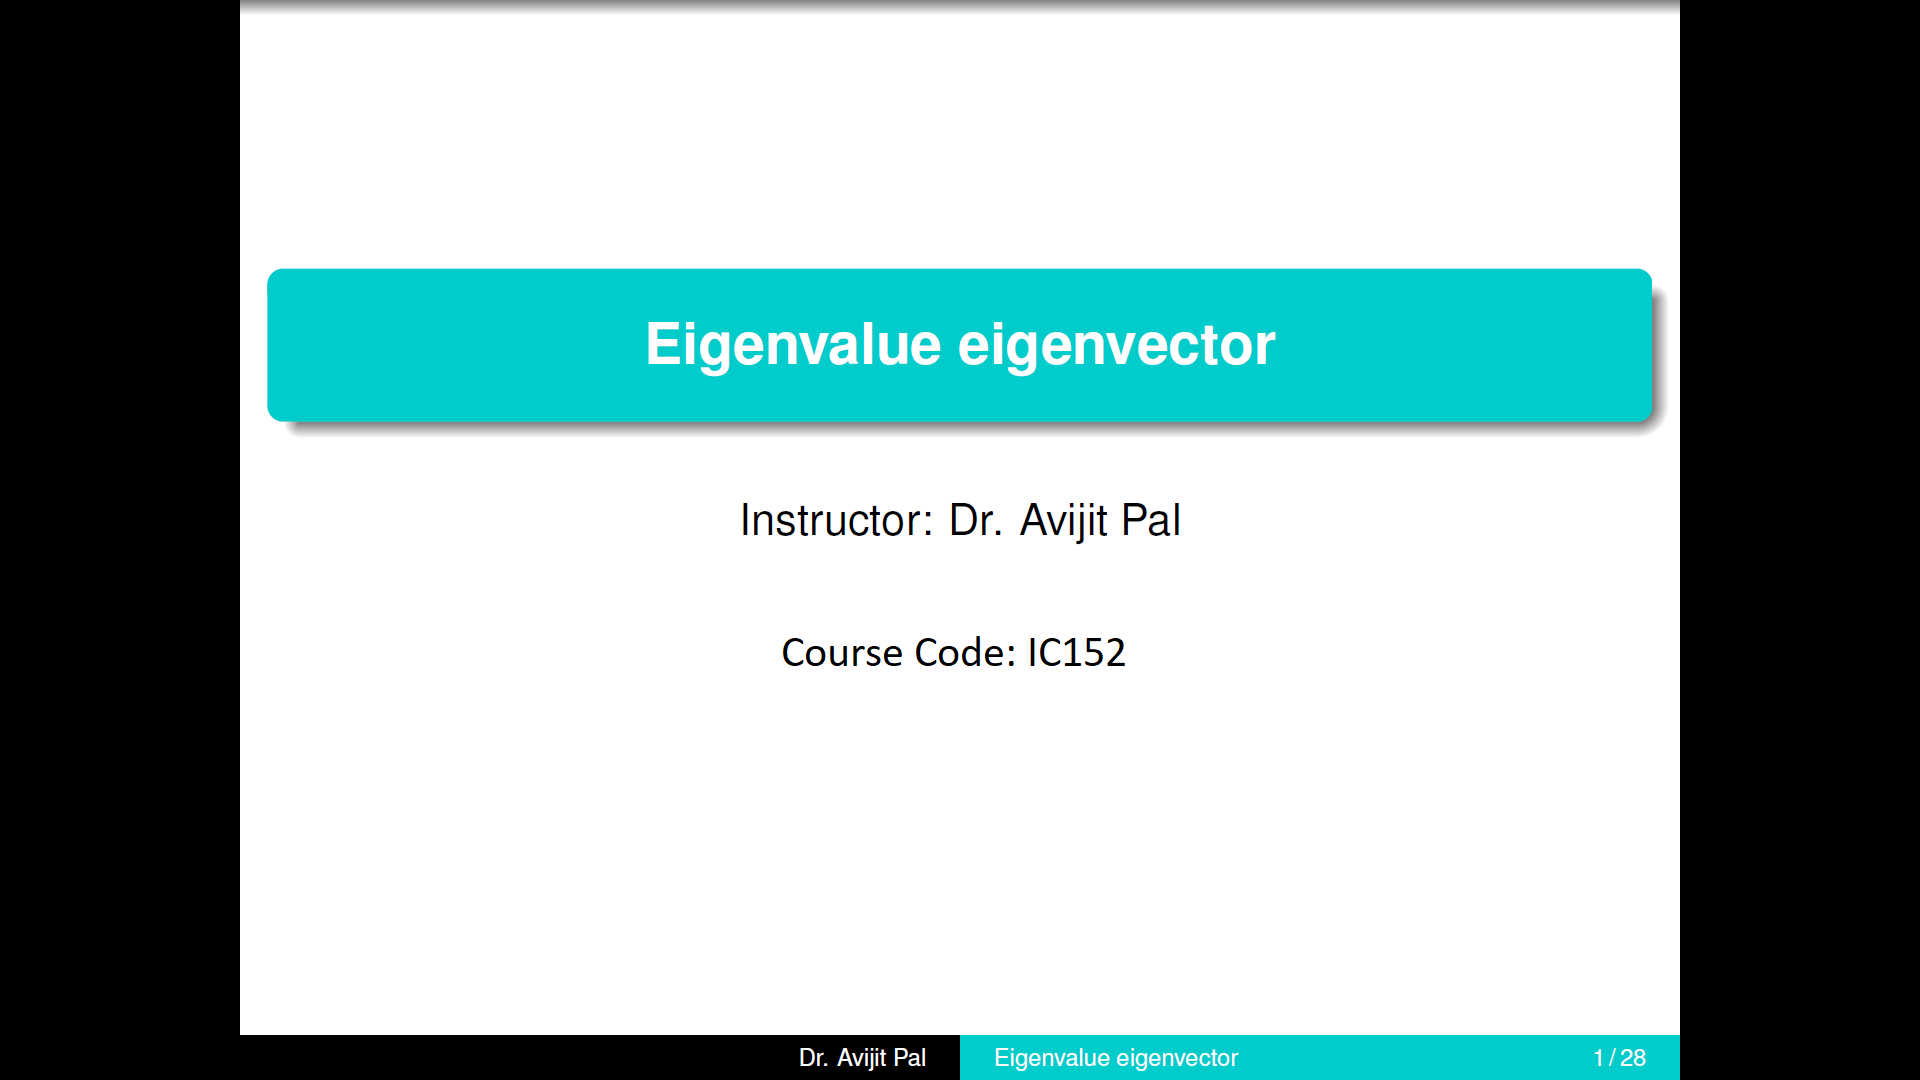 Eigenvalue eigenvector
Instructor: Dr. Avijit Pal
Course Code: IC152
Dr. Avijit Pal
Eigenvalue eigenvector
1 / 28